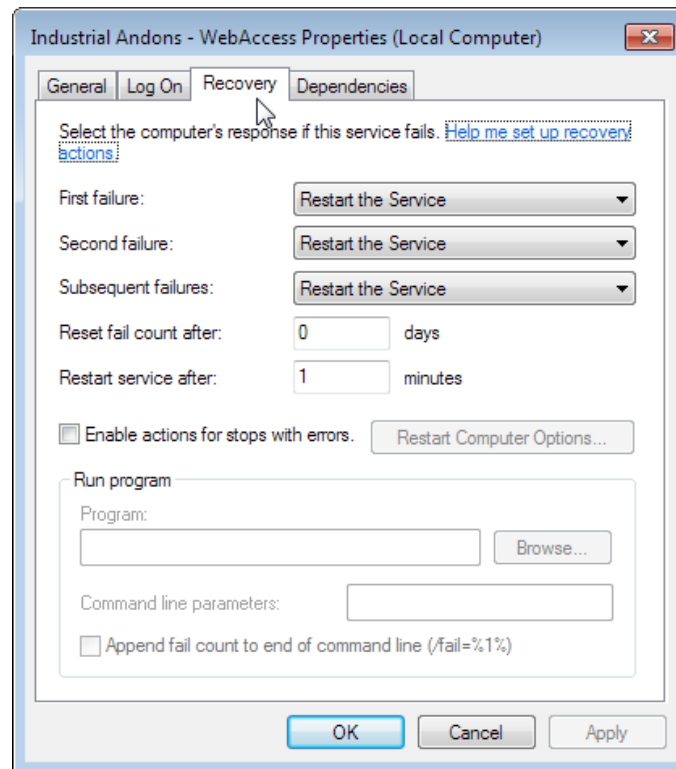 Industrial Andons - WebAccess Properties (Local Computer)
General Log On Recovery Dependencies
Select the computer's response if this service fails. Help me set up recovery
actions.
First failure: Restart the Service
Second failure: Restart the Service
Subsequent failures: Restart the Service
Reset fail count after: 0 days
Restart service after: 1 minutes
Enable actions for stops with errors. Restart Computer Options...
Run program
Program:
Browse...
Command line parameters:
Append fail count to end of command line (/fail=%1%)
OK Cancel Apply